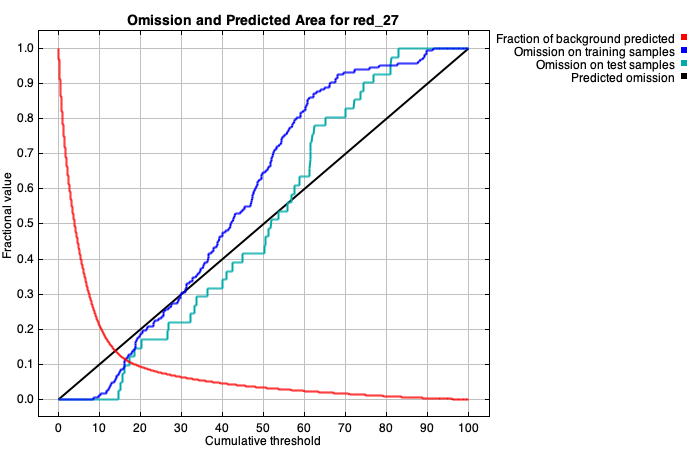 Omission and Predicted Area for red_27
Fraction of background predicted
Omission on training samples
Omission on test samples
Predicted omission
Fractional value
1.0
0.9
0.8
0.7
0.6
0.5
0.4
0.3
0.2
0.1
0.0
0 10 20 30 40 50 60 70 80 90 100
Cumulative threshold